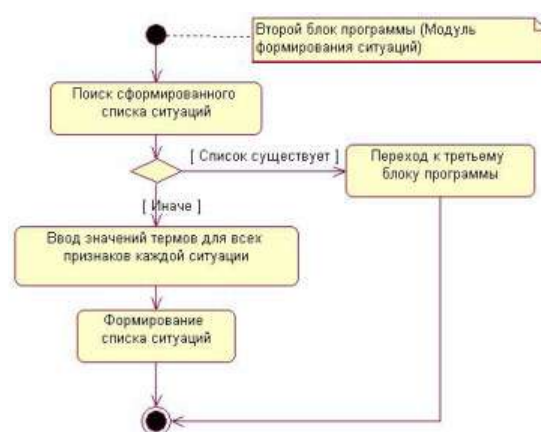 Второй блок программы (Модуль
формирования ситуаций)
Поиск сформированного
списка ситуаций
[ Список существует ]
Переход к третьему
блоку программы
[ Иначе ]
Ввод значений термов для всех
признаков каждой ситуации
Формирование
списка ситуаций